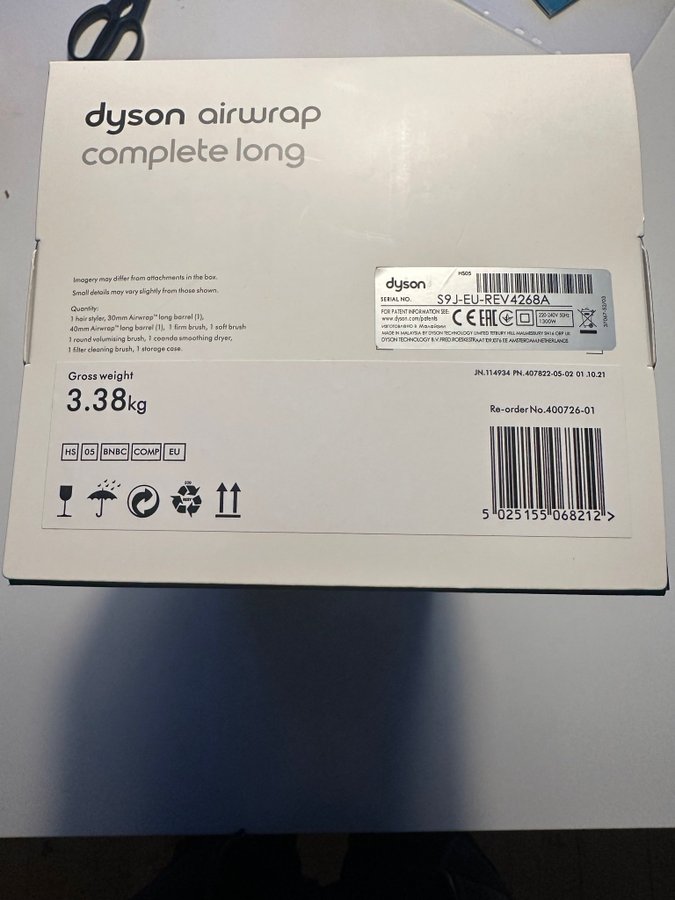 dyson airwrap
complete long
Imagery may differ from attachments in the box.
Small details may vary slightly from those shown.
Quantity:
1 hair styler, 30mm Airwrap™ long barrel (1),
40mm Airwrap™ long barrel (1), 1 firm brush, 1 soft brush
1 round volumising brush, 1 coanda smoothing dryer,
1 filter cleaning brush, 1 storage case.
dyson
HS05
SERIAL NO. S9J-EU-REV4268A
FOR PATENT INFORMATION SEE:
www.dyson.com/patents
изготовлено в Малайзии
CE EAC
220-240V 50Hz
1300W
MADE IN MALAYSIA BY DYSON TECHNOLOGY LIMITED TETBURY HILL MALMESBURY SN16 0RP UK
DYSON TECHNOLOGY B.V. FRED. ROESKESTRAAT 109, 1076 EE AMSTERDAM, NETHERLANDS.
Gross weight
3.38kg
JN.114934 PN.407822-05-02 01.10.21
Re-order No.400726-01
HS 05 BNBC COMP EU
5 025155 068212 >